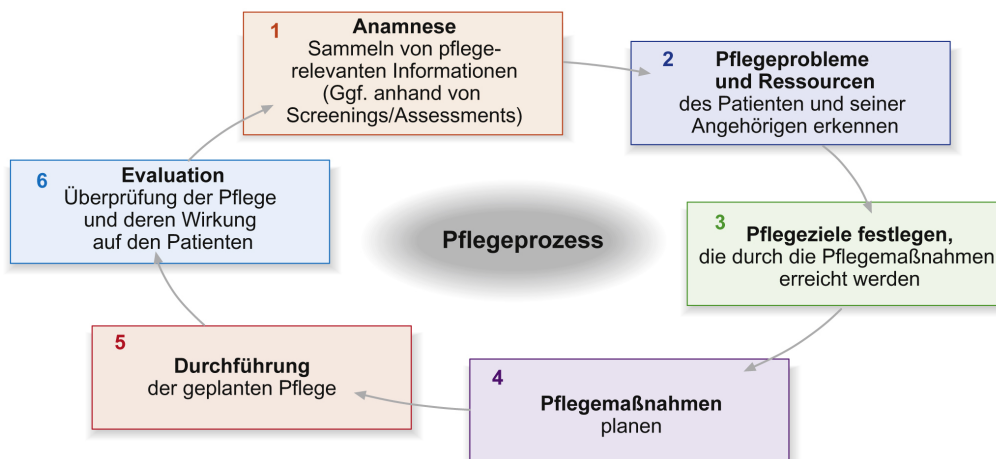 1
Anamnese
Sammeln von pflege-
relevanten Informationen
(Ggf. anhand von
Screenings/Assessments)
2
Pflegeprobleme
und Ressourcen
des Patienten und seiner
Angehörigen erkennen
3
Pflegeziele festlegen,
die durch die Pflegemaßnahmen
erreicht werden
4
Pflegemaßnahmen
planen
5
Durchführung
der geplanten Pflege
6
Evaluation
Überprüfung der Pflege
und deren Wirkung
auf den Patienten
Pflegeprozess